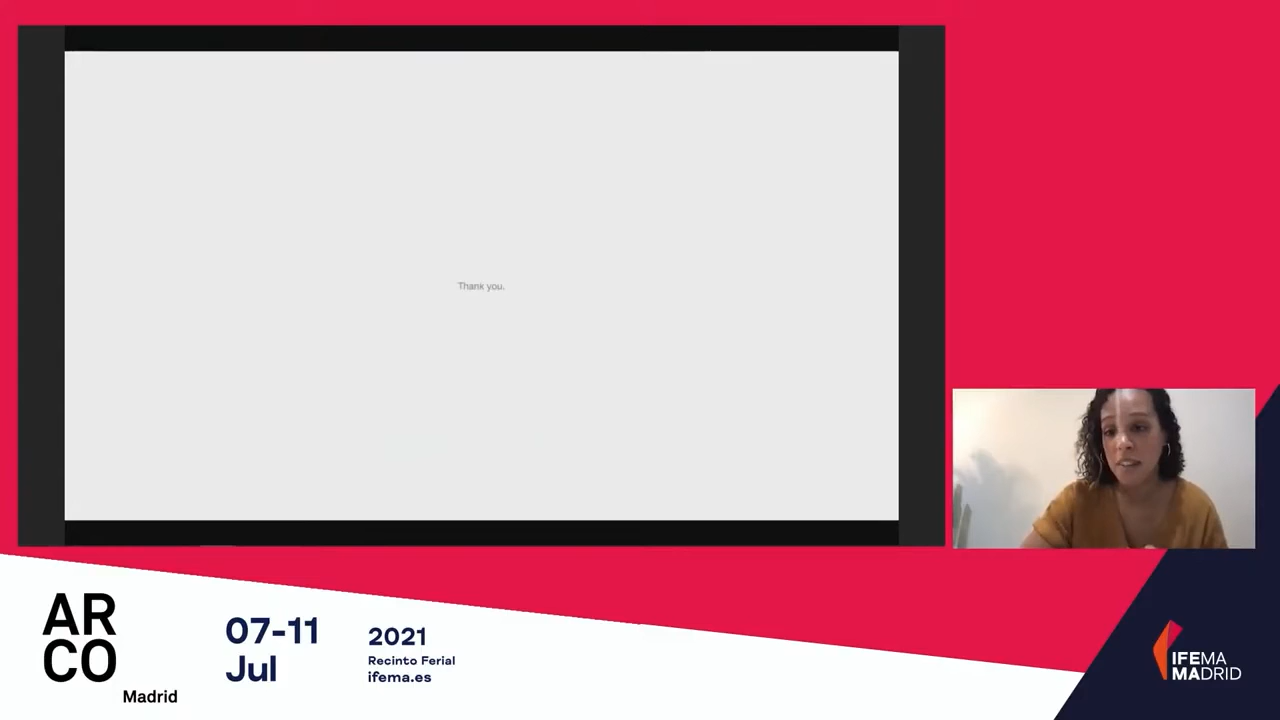 Thank you.
AR
CO
Madrid
07-11
Jul
2021
Recinto Ferial
ifema.es
IFEMA
MADRID